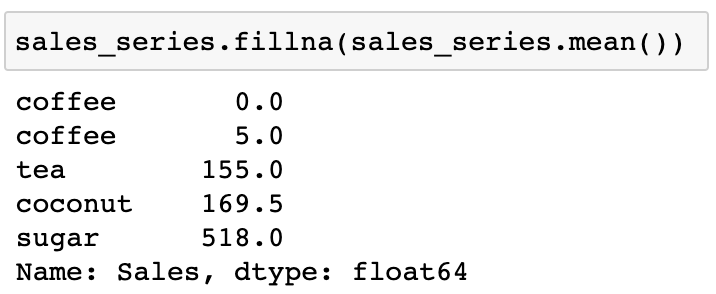 sales_series.fillna(sales_series.mean())
coffee 0.0
coffee 5.0
tea 155.0
coconut 169.5
sugar 518.0
Name: Sales, dtype: float64